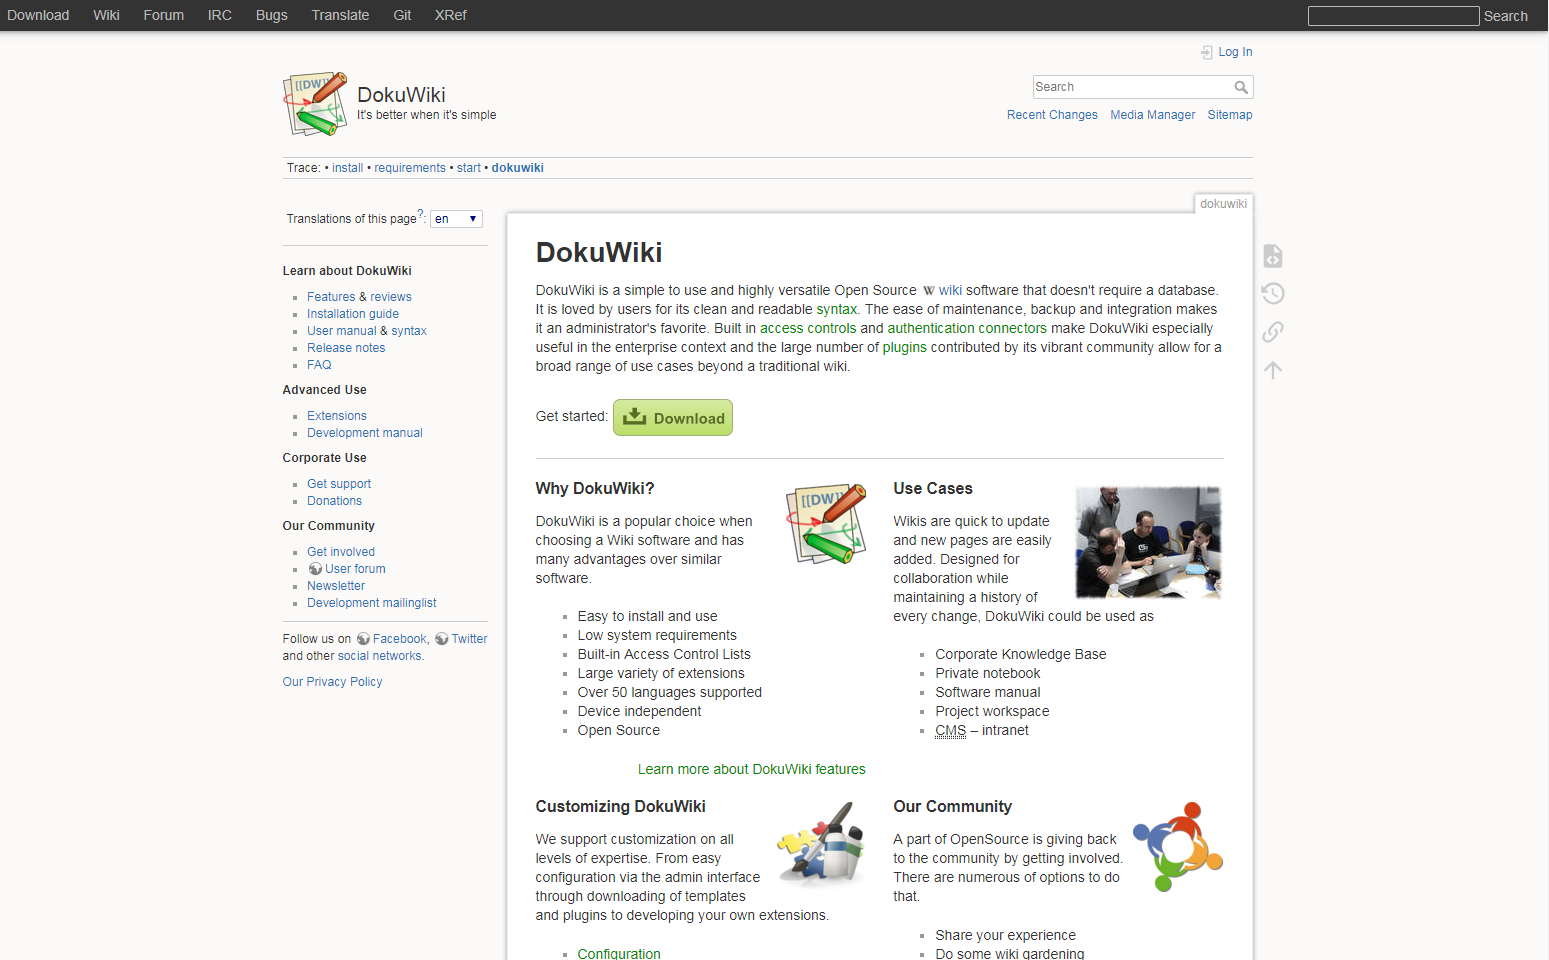 Download Wiki Forum IRC Bugs Translate Git XRef Search
Log In
[[DW]]
DokuWiki
It's better when it's simple
Search
Recent Changes Media Manager Sitemap
Trace: • install • requirements • start • dokuwiki
dokuwiki
Translations of this page?: en
Learn about DokuWiki
Features & reviews
Installation guide
User manual & syntax
Release notes
FAQ
Advanced Use
Extensions
Development manual
Corporate Use
Get support
Donations
Our Community
Get involved
User forum
Newsletter
Development mailinglist
Follow us on Facebook, Twitter
and other social networks.
Our Privacy Policy
DokuWiki
DokuWiki is a simple to use and highly versatile Open Source W wiki software that doesn't require a database.
It is loved by users for its clean and readable syntax. The ease of maintenance, backup and integration makes
it an administrator's favorite. Built in access controls and authentication connectors make DokuWiki especially
useful in the enterprise context and the large number of plugins contributed by its vibrant community allow for a
broad range of use cases beyond a traditional wiki.
Get started: Download
Why DokuWiki?
[[DW]]
DokuWiki is a popular choice when
choosing a Wiki software and has
many advantages over similar
software.
Easy to install and use
Low system requirements
Built-in Access Control Lists
Large variety of extensions
Over 50 languages supported
Device independent
Open Source
Learn more about DokuWiki features
Use Cases
Wikis are quick to update
and new pages are easily
added. Designed for
collaboration while
maintaining a history of
every change, DokuWiki could be used as
Corporate Knowledge Base
Private notebook
Software manual
Project workspace
CMS – intranet
Customizing DokuWiki
We support customization on all
levels of expertise. From easy
configuration via the admin interface
through downloading of templates
and plugins to developing your own extensions.
Configuration
Our Community
A part of OpenSource is giving back
to the community by getting involved.
There are numerous of options to do
that.
Share your experience
Do some wiki gardening